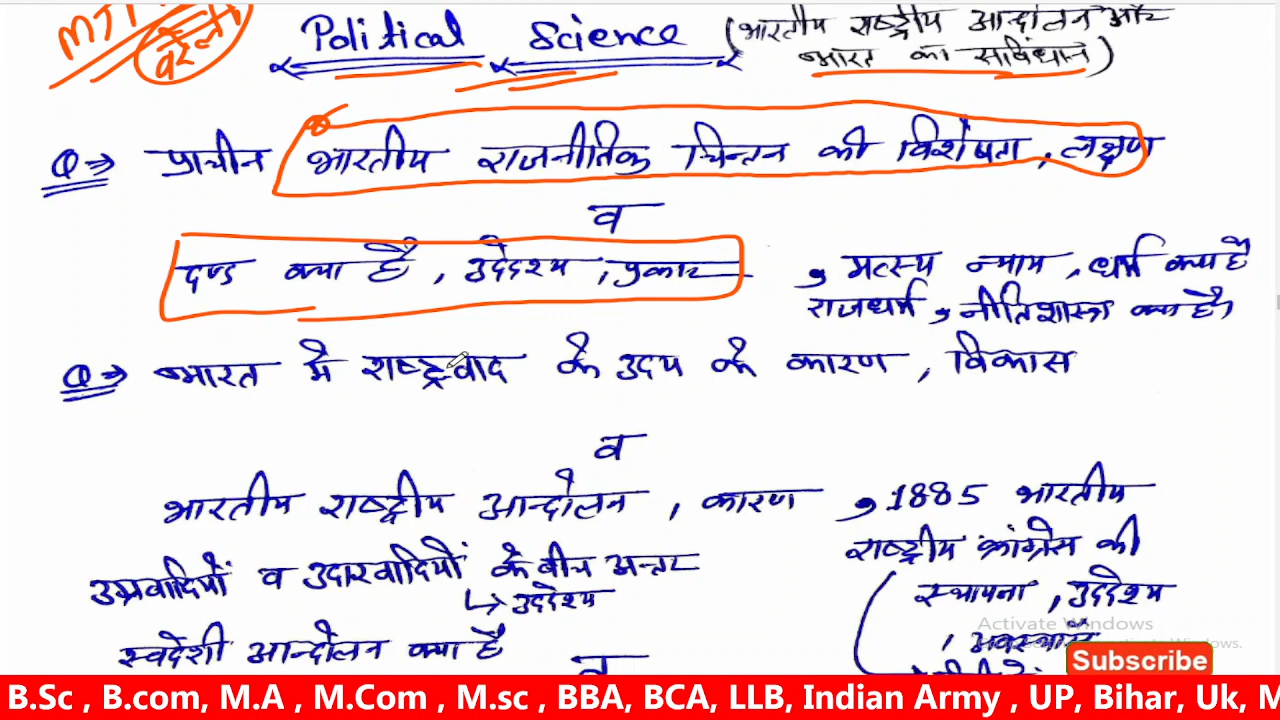 Political Science (भारतीय राष्ट्रीय आन्दोलन और
भारत का संविधान)
Q ⇒ प्राचीन भारतीय राजनीतिक चिन्तन की विशेषता, लक्षण
व
दण्ड क्या है, उद्देश्य, प्रकार , मत्स्य न्याय, धर्म क्या है
राजधर्म, नीतिशास्त्र क्या है।
Q ⇒ भारत में राष्ट्रवाद के उदय के कारण, विकास
व
भारतीय राष्ट्रीय आन्दोलन, कारण , 1885 भारतीय
राष्ट्रीय कांग्रेस की
उग्रवादियों व उदारवादियों के बीच अन्तर
स्थापना, उद्देश्य
↳ उद्देश्य
Activate Windows
स्वदेशी आन्दोलन क्या है
व
Subscribe
B.Sc , B.com, M.A , M.Com , M.sc , BBA, BCA, LLB, Indian Army , UP, Bihar, Uk, M